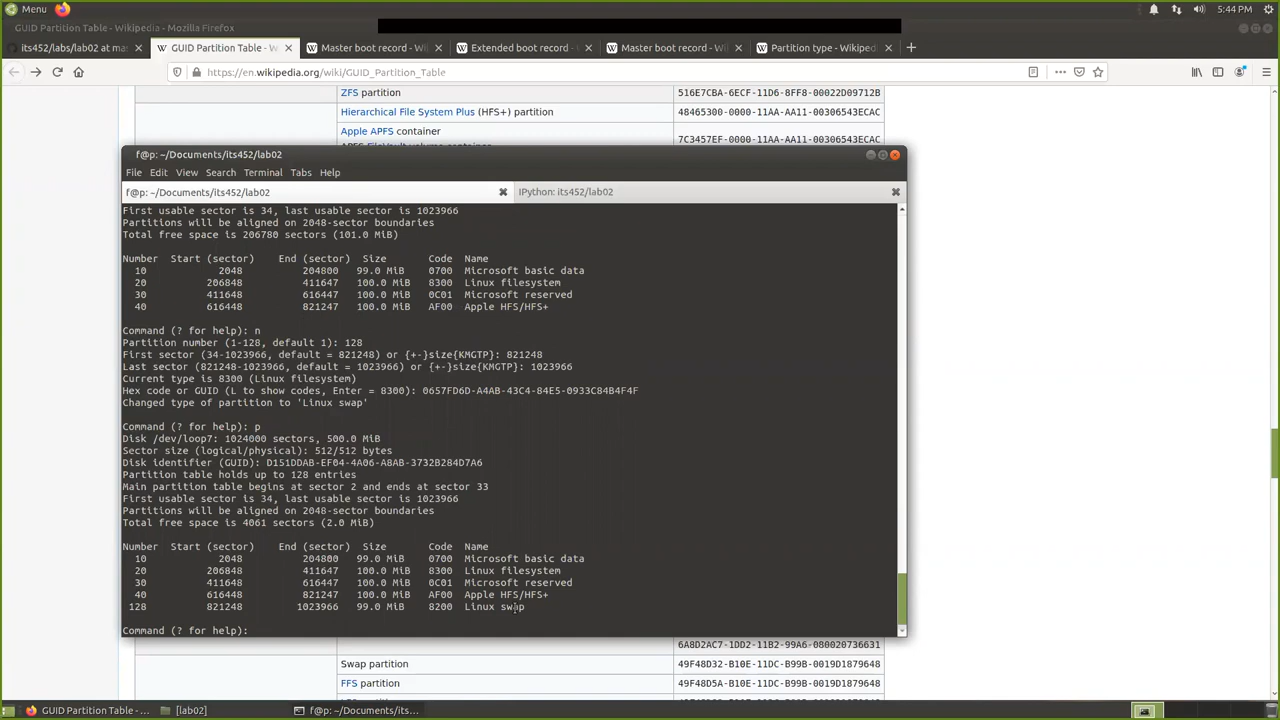 Menu
5:44 PM
GUID Partition Table - Wikipedia - Mozilla Firefox
its452/labs/lab02 at mas
GUID Partition Table - W
Master boot record - Wik
Extended boot record - W
Master boot record - Wik
Partition type - Wikipedi
https://en.wikipedia.org/wiki/GUID_Partition_Table
ZFS partition 516E7CBA-6ECF-11D6-8FF8-00022D09712B
Hierarchical File System Plus (HFS+) partition 48465300-0000-11AA-AA11-00306543ECAC
Apple APFS container
7C3457EF-0000-11AA-AA11-00306543ECAC
APFS FileVault volume container
f@p: ~/Documents/its452/lab02
File Edit View Search Terminal Tabs Help
f@p: ~/Documents/its452/lab02
IPython: its452/lab02
First usable sector is 34, last usable sector is 1023966
Partitions will be aligned on 2048-sector boundaries
Total free space is 206780 sectors (101.0 MiB)
Number Start (sector) End (sector) Size Code Name
10 2048 204800 99.0 MiB 0700 Microsoft basic data
20 206848 411647 100.0 MiB 8300 Linux filesystem
30 411648 616447 100.0 MiB 0C01 Microsoft reserved
40 616448 821247 100.0 MiB AF00 Apple HFS/HFS+
Command (? for help): n
Partition number (1-128, default 1): 128
First sector (34-1023966, default = 821248) or {+-}size{KMGTP}: 821248
Last sector (821248-1023966, default = 1023966) or {+-}size{KMGTP}: 1023966
Current type is 8300 (Linux filesystem)
Hex code or GUID (L to show codes, Enter = 8300): 0657FD6D-A4AB-43C4-84E5-0933C84B4F4F
Changed type of partition to 'Linux swap'
Command (? for help): p
Disk /dev/loop7: 1024000 sectors, 500.0 MiB
Sector size (logical/physical): 512/512 bytes
Disk identifier (GUID): D151DDAB-EF04-4A06-A8AB-3732B284D7A6
Partition table holds up to 128 entries
Main partition table begins at sector 2 and ends at sector 33
First usable sector is 34, last usable sector is 1023966
Partitions will be aligned on 2048-sector boundaries
Total free space is 4061 sectors (2.0 MiB)
Number Start (sector) End (sector) Size Code Name
10 2048 204800 99.0 MiB 0700 Microsoft basic data
20 206848 411647 100.0 MiB 8300 Linux filesystem
30 411648 616447 100.0 MiB 0C01 Microsoft reserved
40 616448 821247 100.0 MiB AF00 Apple HFS/HFS+
128 821248 1023966 99.0 MiB 8200 Linux swap
Command (? for help):
6A8D2AC7-1DD2-11B2-99A6-080020736631
Swap partition 49F48D32-B10E-11DC-B99B-0019D1879648
FFS partition 49F48D5A-B10E-11DC-B99B-0019D1879648
GUID Partition Table -...
[lab02]
f@p: ~/Documents/its...